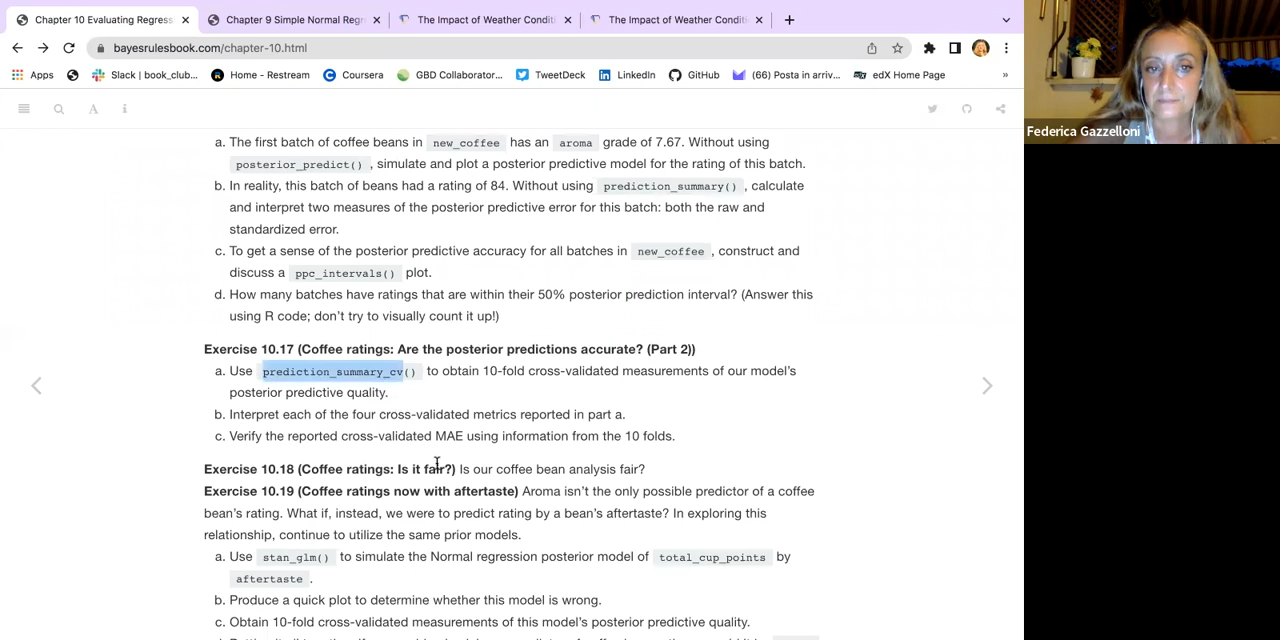 Chapter 10 Evaluating Regress
Chapter 9 Simple Normal Regr
The Impact of Weather Conditi
The Impact of Weather Conditi
bayesrulesbook.com/chapter-10.html
Apps
Slack | book_club...
Home - Restream
Coursera
GBD Collaborator...
TweetDeck
LinkedIn
GitHub
(66) Posta in arriv...
edX Home Page
»
Federica Gazzelloni
a. The first batch of coffee beans in new_coffee has an aroma grade of 7.67. Without using
posterior_predict() , simulate and plot a posterior predictive model for the rating of this batch.
b. In reality, this batch of beans had a rating of 84. Without using prediction_summary() , calculate
and interpret two measures of the posterior predictive error for this batch: both the raw and
standardized error.
c. To get a sense of the posterior predictive accuracy for all batches in new_coffee , construct and
discuss a ppc_intervals() plot.
d. How many batches have ratings that are within their 50% posterior prediction interval? (Answer this
using R code; don’t try to visually count it up!)
Exercise 10.17 (Coffee ratings: Are the posterior predictions accurate? (Part 2))
a. Use prediction_summary_cv() to obtain 10-fold cross-validated measurements of our model’s
posterior predictive quality.
b. Interpret each of the four cross-validated metrics reported in part a.
c. Verify the reported cross-validated MAE using information from the 10 folds.
Exercise 10.18 (Coffee ratings: Is it fair?) Is our coffee bean analysis fair?
Exercise 10.19 (Coffee ratings now with aftertaste) Aroma isn’t the only possible predictor of a coffee
bean’s rating. What if, instead, we were to predict rating by a bean’s aftertaste? In exploring this
relationship, continue to utilize the same prior models.
a. Use stan_glm() to simulate the Normal regression posterior model of total_cup_points by
aftertaste .
b. Produce a quick plot to determine whether this model is wrong.
c. Obtain 10-fold cross-validated measurements of this model’s posterior predictive quality.